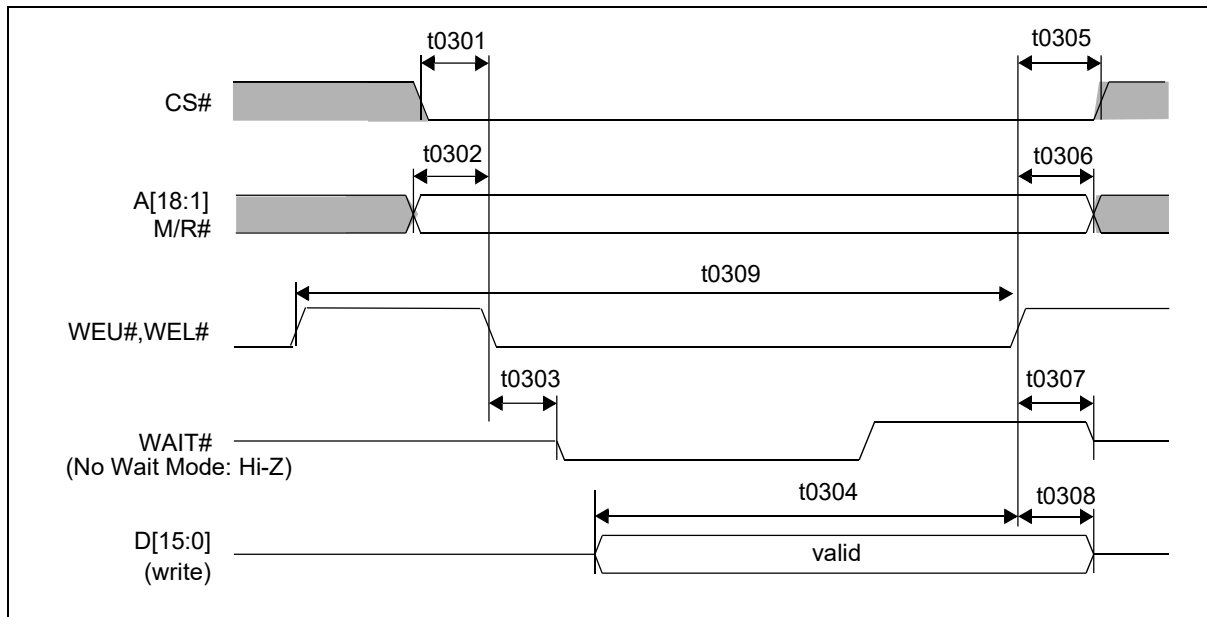 t0301
t0305
CS#
t0302
t0306
A[18:1]
M/R#
t0309
WEU#,WEL#
t0303
t0307
WAIT#
(No Wait Mode: Hi-Z)
t0304
t0308
D[15:0]
valid
(write)